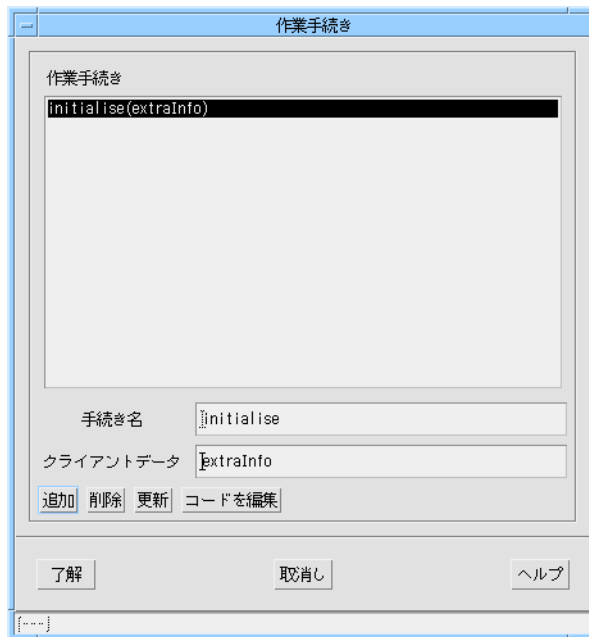 作業手続き
作業手続き
initialise(extraInfo)
手続き名 initialise
クライアントデータ extraInfo
追加 削除 更新 コードを編集
了解 取消し ヘルプ
[---]